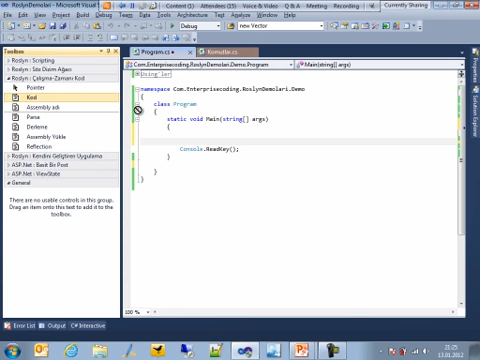 RoslynDemolari - Microsoft Visual S
Content (1)
Attendees (15)
Voice & Video
Q & A
Meeting
Recording
Currently Sharing
File
Edit
View
Project
Build
Debug
Team
Data
Tools
Architecture
Test
Analyze
Window
Help
Debug
new Vector
Toolbox
Roslyn : Scripting
Roslyn : Söz Dizim Ağacı
Roslyn : Çalışma-Zamanı Kod
Pointer
Kod
Assembly adı
Parıa
Derleme
Assembly Yükle
Reflection
Roslyn : Kendini Geliştiren Uygulama
ASP.Net : Basit Bir Post
ASP.Net : ViewState
General
There are no usable controls in this group.
Drag an item onto this text to add it to the
toolbox.
Program.cs
Komutlar.cs
Com.Enterprisecoding.RoslynDemolari.Demo.Program
Main(string[] args)
Using'ler
namespace Com.Enterprisecoding.RoslynDemolari.Demo
{
class Program
{
static void Main(string[] args)
{
Console.ReadKey();
}
}
}
100 %
Solution Explorer
Error List
Output
C# Interactive
TR
21:25
13.01.2012